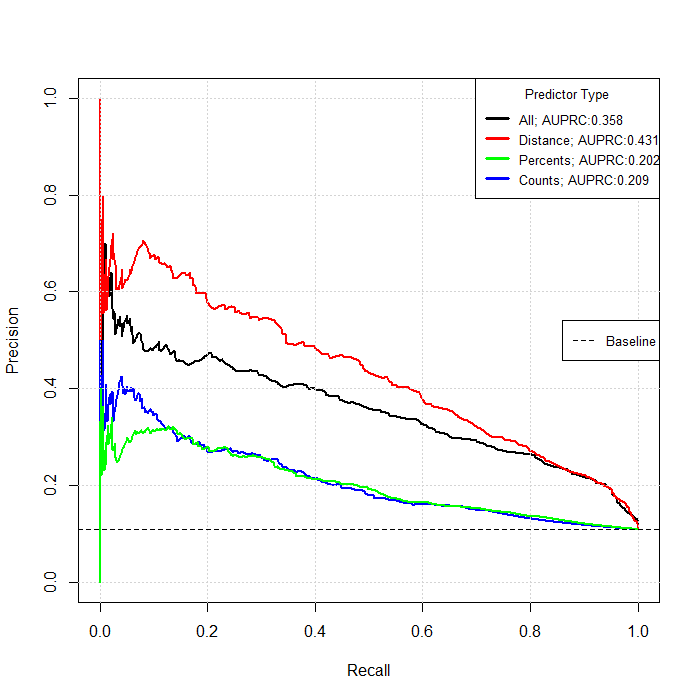 Predictor Type
All; AUPRC:0.358
Distance; AUPRC:0.431
Percents; AUPRC:0.202
Counts; AUPRC:0.209
Baseline
Precision
1.0
0.8
0.6
0.4
0.2
0.0
0.0 0.2 0.4 0.6 0.8 1.0
Recall